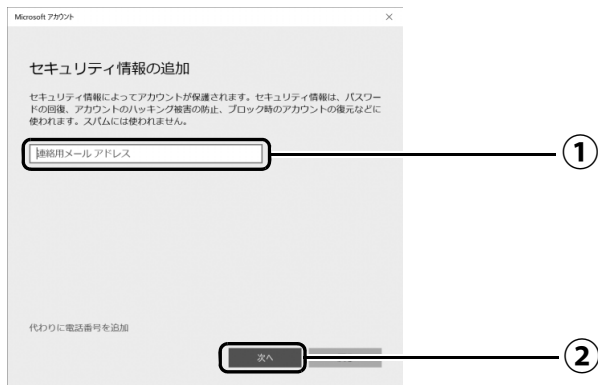 Microsoft アカウント
セキュリティ情報の追加
セキュリティ情報によってアカウントが保護されます。セキュリティ情報は、パスワー
ドの回復、アカウントのハッキング被害の防止、ブロック時のアカウントの復元などに
使われます。スパムには使われません。
連絡用メール アドレス
①
代わりに電話番号を追加
次へ
②